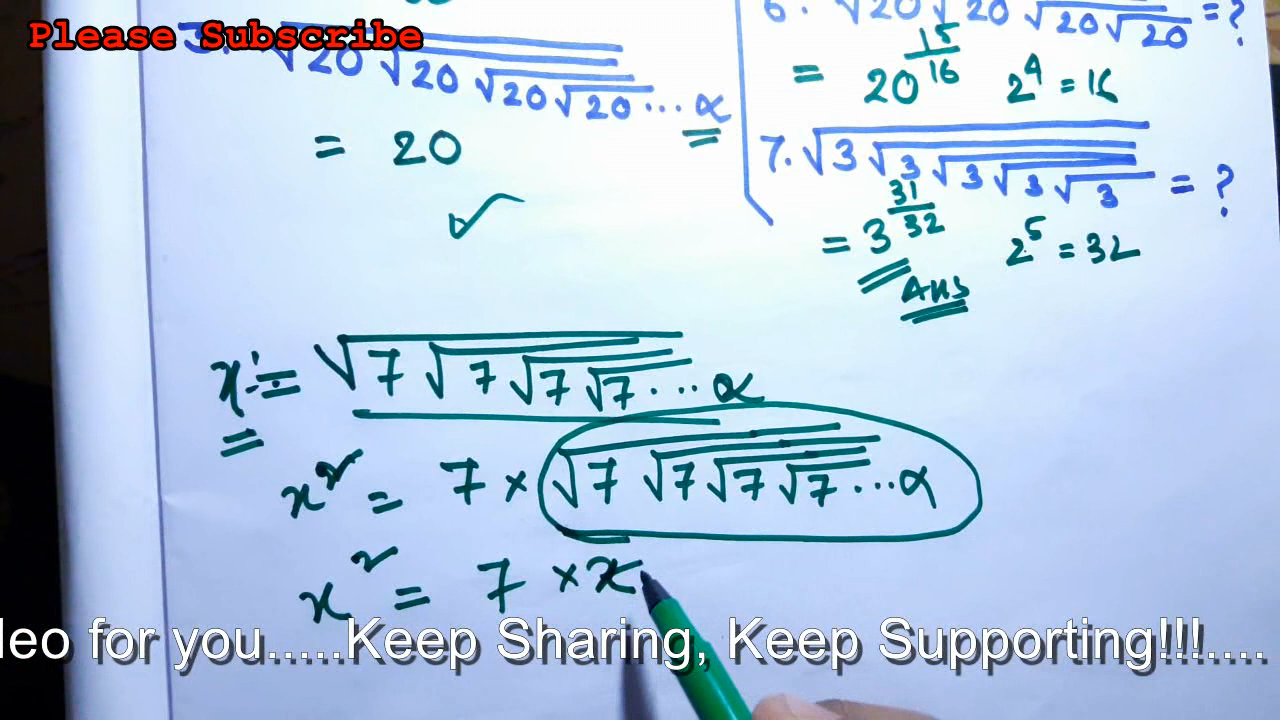 Please Subscribe
3. √20√20√20√20...α
= 20 ✓
6. √20√20√20√20 = ?
= 20^15/16 2^4 = 16
7. √3√3√3√3√3 = ?
= 3^31/32 2^5 = 32
Ans
x = √7√7√7√7...α
x² = 7 × √7√7√7√7...α
x² = 7 × x
deo for you.....Keep Sharing, Keep Supporting!!!....